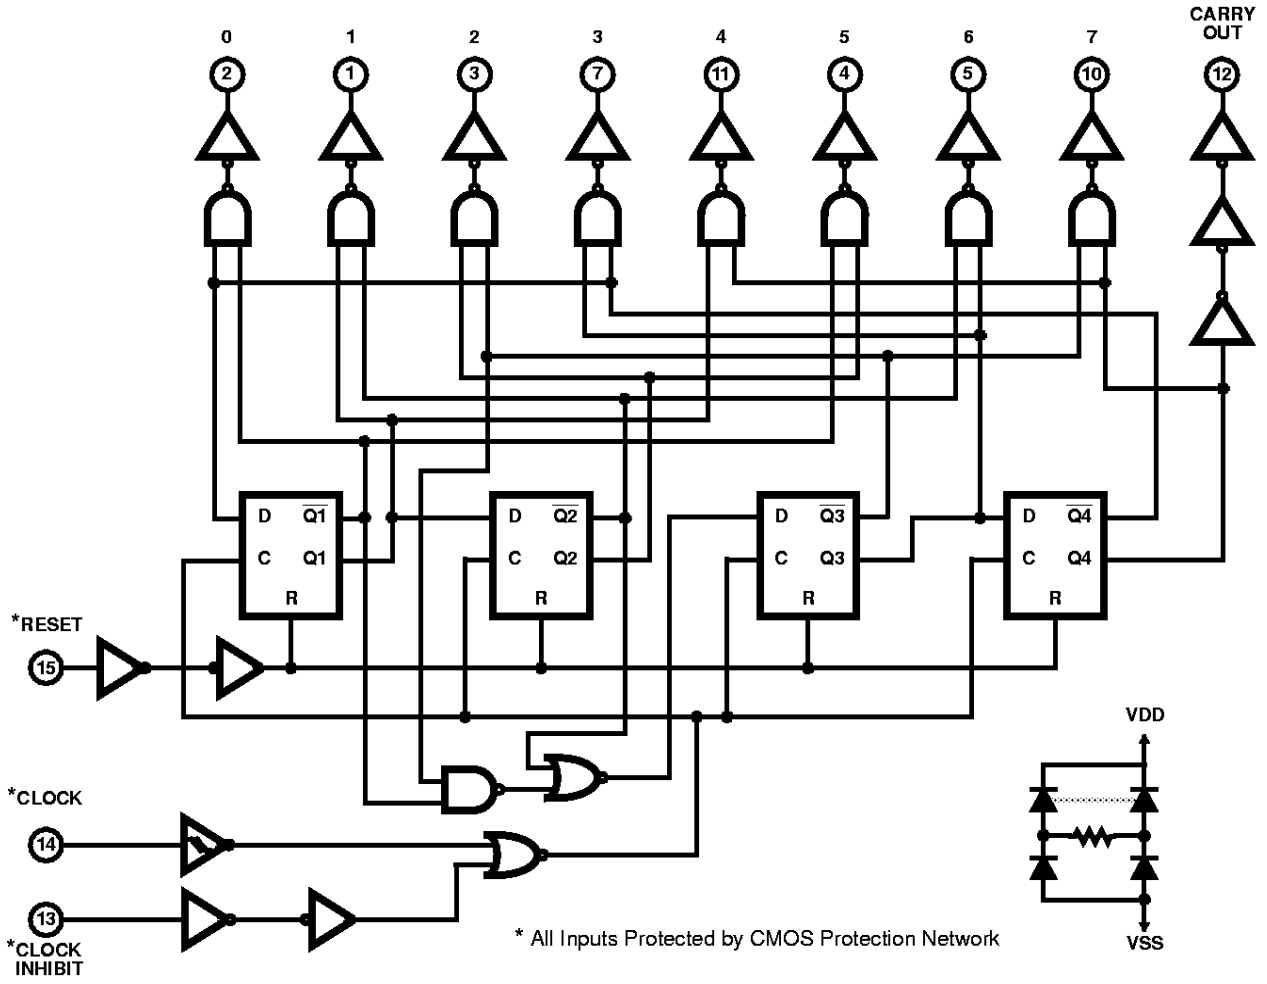 CARRY
OUT
0 1 2 3 4 5 6 7
2 1 3 7 11 4 5 10 12
D Q1 D Q2 D Q3 D Q4
C Q1 C Q2 C Q3 C Q4
R R R R
*RESET
15
VDD
*CLOCK
14
13
*CLOCK
INHIBIT
* All Inputs Protected by CMOS Protection Network
VSS